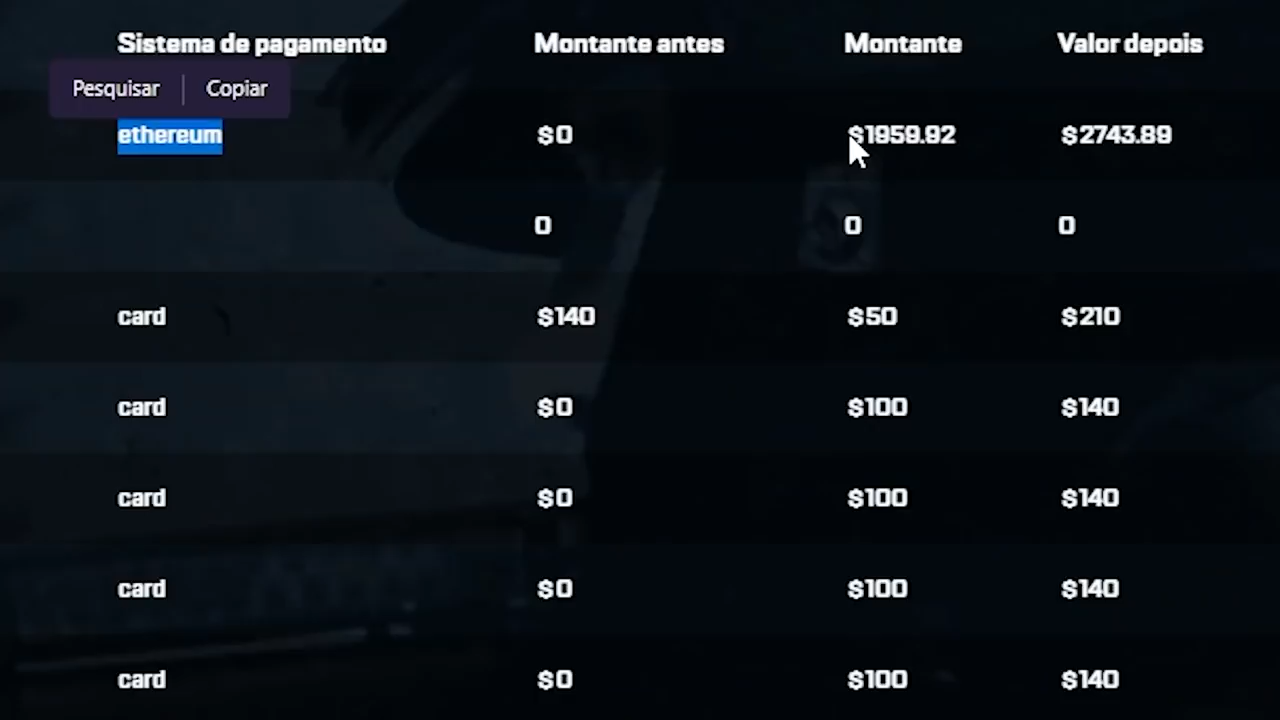 Sistema de pagamento Montante antes Montante Valor depois
Pesquisar Copiar
ethereum $0 $1959.92 $2743.89
0 0 0
card $140 $50 $210
card $0 $100 $140
card $0 $100 $140
card $0 $100 $140
card $0 $100 $140